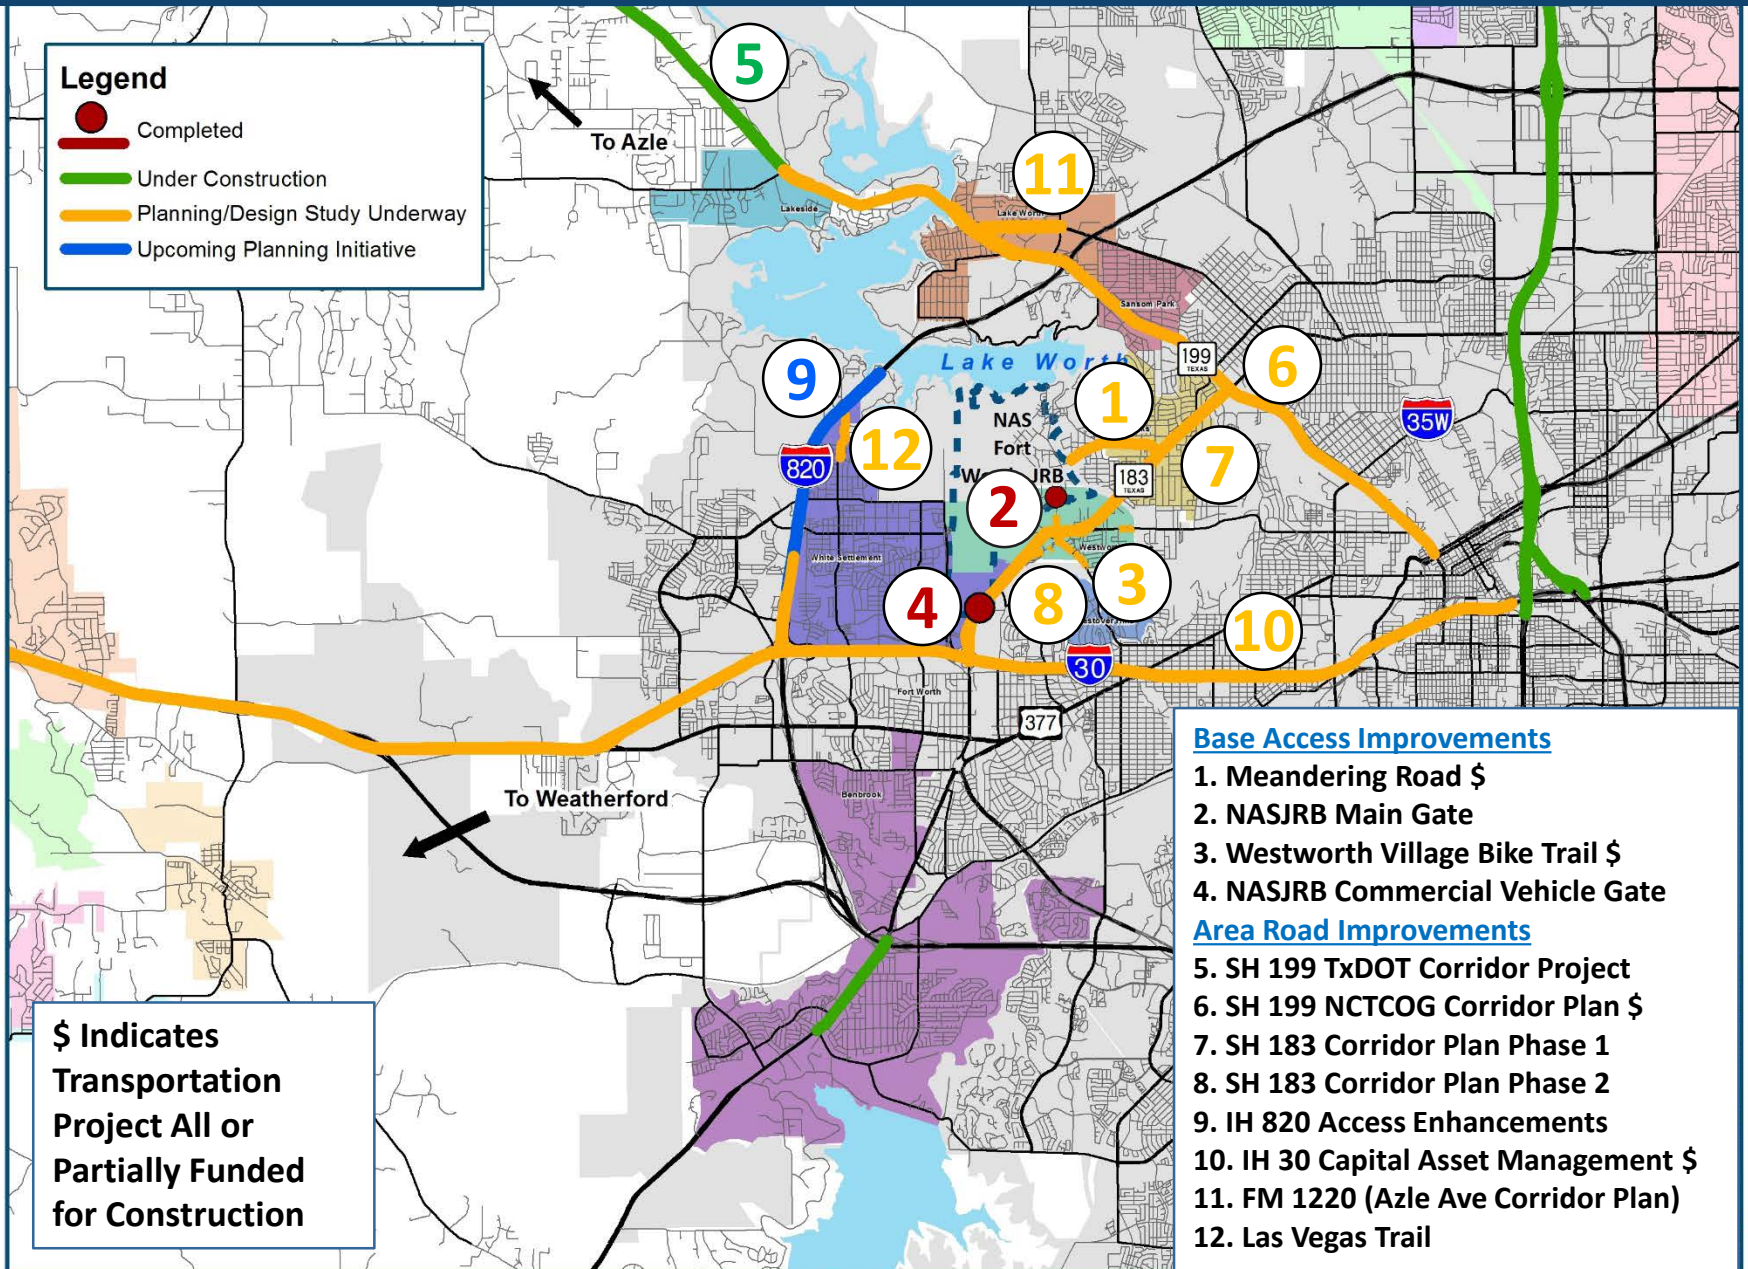 Legend
Completed
Under Construction
Planning/Design Study Underway
Upcoming Planning Initiative
5
To Azle
11
Lakeside
Lake Worth
Sansom Park
199
TEXAS
6
Lake Worth
9
1
35W
NAS
Fort
JRB
12
820
7
183
TEXAS
2
White Settlement
3
4
8
10
30
Fort Worth
377
To Weatherford
Benbrook
Base Access Improvements
1. Meandering Road $
2. NASJRB Main Gate
3. Westworth Village Bike Trail $
4. NASJRB Commercial Vehicle Gate
Area Road Improvements
5. SH 199 TxDOT Corridor Project
6. SH 199 NCTCOG Corridor Plan $
7. SH 183 Corridor Plan Phase 1
8. SH 183 Corridor Plan Phase 2
9. IH 820 Access Enhancements
10. IH 30 Capital Asset Management $
11. FM 1220 (Azle Ave Corridor Plan)
12. Las Vegas Trail
$ Indicates
Transportation
Project All or
Partially Funded
for Construction